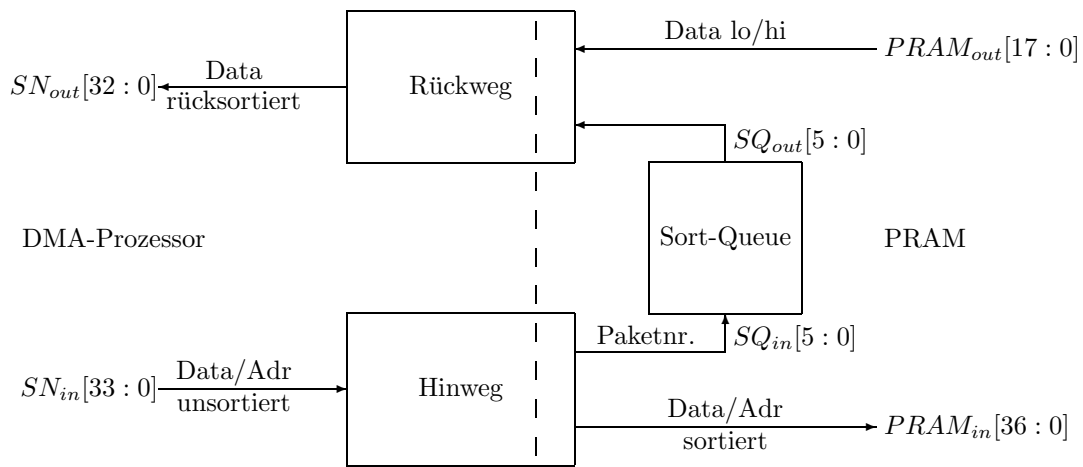 Data lo/hi
PRAM_out[17 : 0]
SN_out[32 : 0]
Data
rücksortiert
Rückweg
SQ_out[5 : 0]
DMA-Prozessor
Sort-Queue
PRAM
Paketnr.
SQ_in[5 : 0]
SN_in[33 : 0]
Data/Adr
unsortiert
Hinweg
Data/Adr
sortiert
PRAM_in[36 : 0]